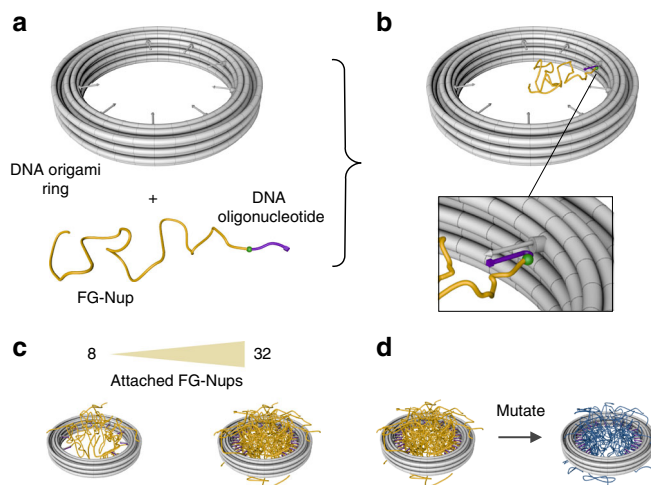 a
b
DNA origami
ring
+
DNA
oligonucleotide
FG-Nup
c
8
32
Attached FG-Nups
d
Mutate